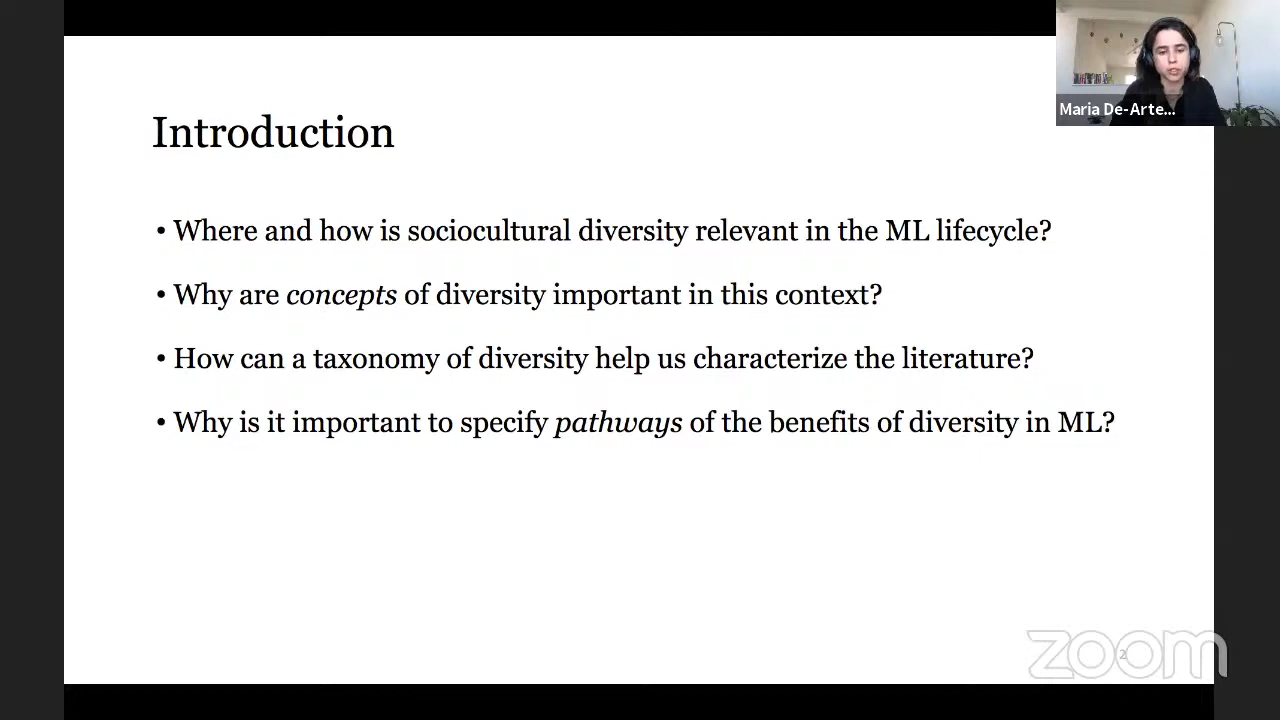 Maria De-Arte...
Introduction
• Where and how is sociocultural diversity relevant in the ML lifecycle?
• Why are concepts of diversity important in this context?
• How can a taxonomy of diversity help us characterize the literature?
• Why is it important to specify pathways of the benefits of diversity in ML?
2
zoom